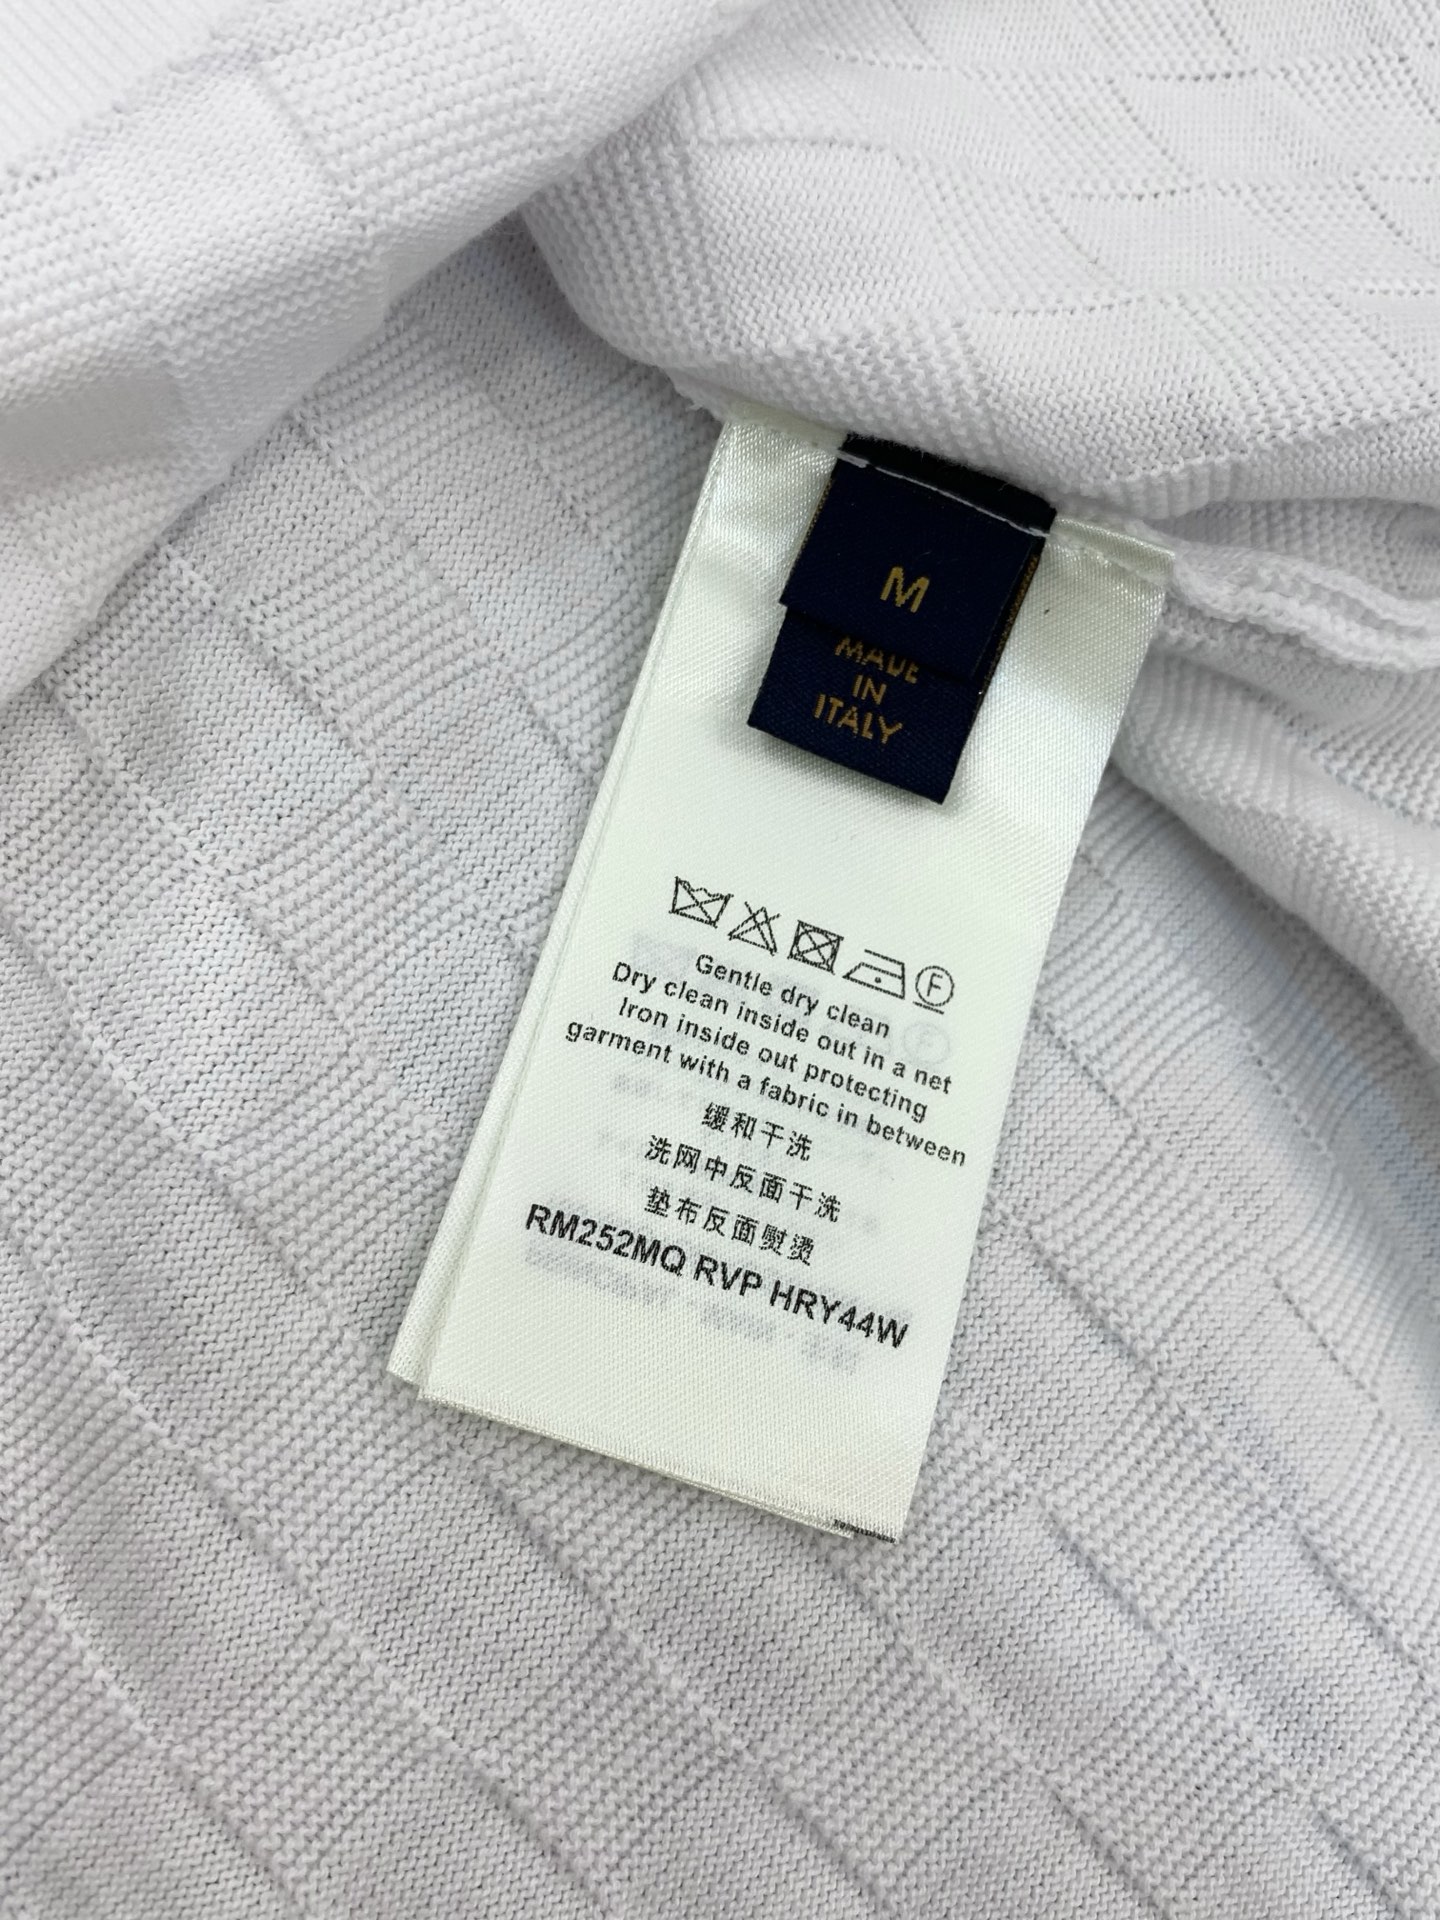 M
MADE
IN
ITALY
F
Gentle dry clean
Dry clean inside out in a net
Iron inside out protecting
garment with a fabric in between
缓和干洗
洗网中反面干洗
垫布反面熨烫
RM252MQ RVP HRY44W